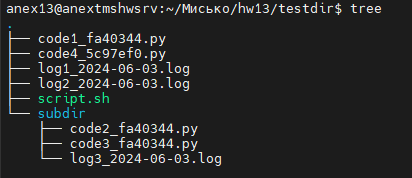 anex13@anextmshwsrv:~/Мисько/hw13/testdir$ tree
.
├── code1_fa40344.py
├── code4_5c97ef0.py
├── log1_2024-06-03.log
├── log2_2024-06-03.log
├── script.sh
└── subdir
    ├── code2_fa40344.py
    ├── code3_fa40344.py
    └── log3_2024-06-03.log